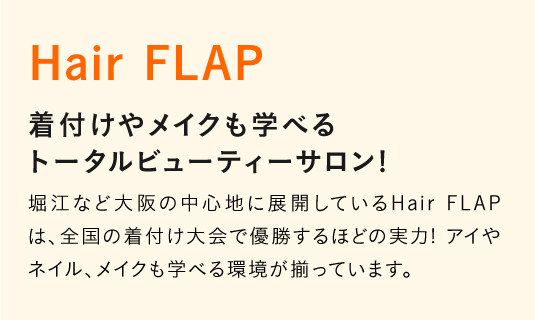 Hair FLAP
着付けやメイクも学べる
トータルビューティーサロン!
堀江など大阪の中心地に展開しているHair FLAP
は、全国の着付け大会で優勝するほどの実力! アイや
ネイル、メイクも学べる環境が揃っています。